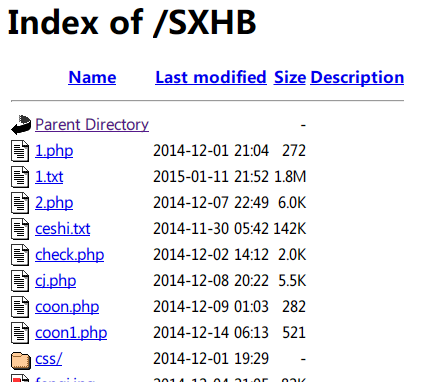 Index of /SXHB
Name Last modified Size Description
Parent Directory -
1.php 2014-12-01 21:04 272
1.txt 2015-01-11 21:52 1.8M
2.php 2014-12-07 22:49 6.0K
ceshi.txt 2014-11-30 05:42 142K
check.php 2014-12-02 14:12 2.0K
cj.php 2014-12-08 20:22 5.5K
coon.php 2014-12-09 01:03 282
coon1.php 2014-12-14 06:13 521
css/ 2014-12-01 19:29 -